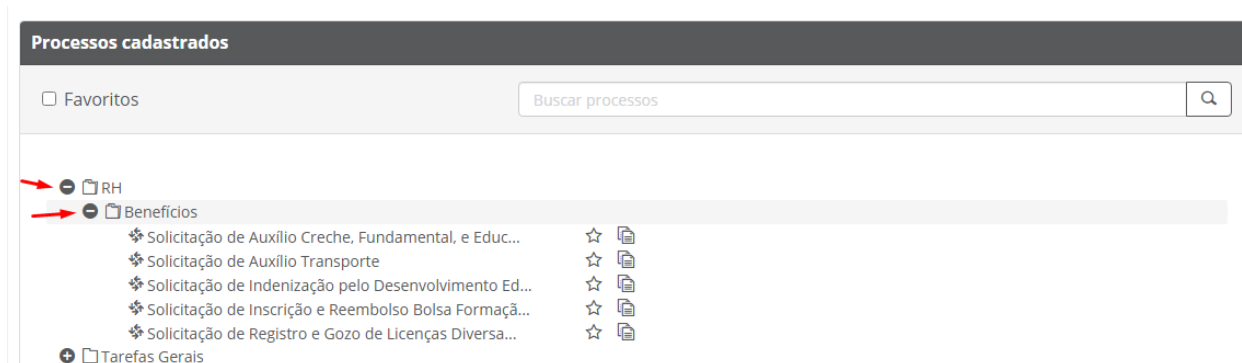 Processos cadastrados
Favoritos
Buscar processos
RH
Benefícios
Solicitação de Auxílio Creche, Fundamental, e Educ...
Solicitação de Auxílio Transporte
Solicitação de Indenização pelo Desenvolvimento Ed...
Solicitação de Inscrição e Reembolso Bolsa Formaçã...
Solicitação de Registro e Gozo de Licenças Diversa...
Tarefas Gerais